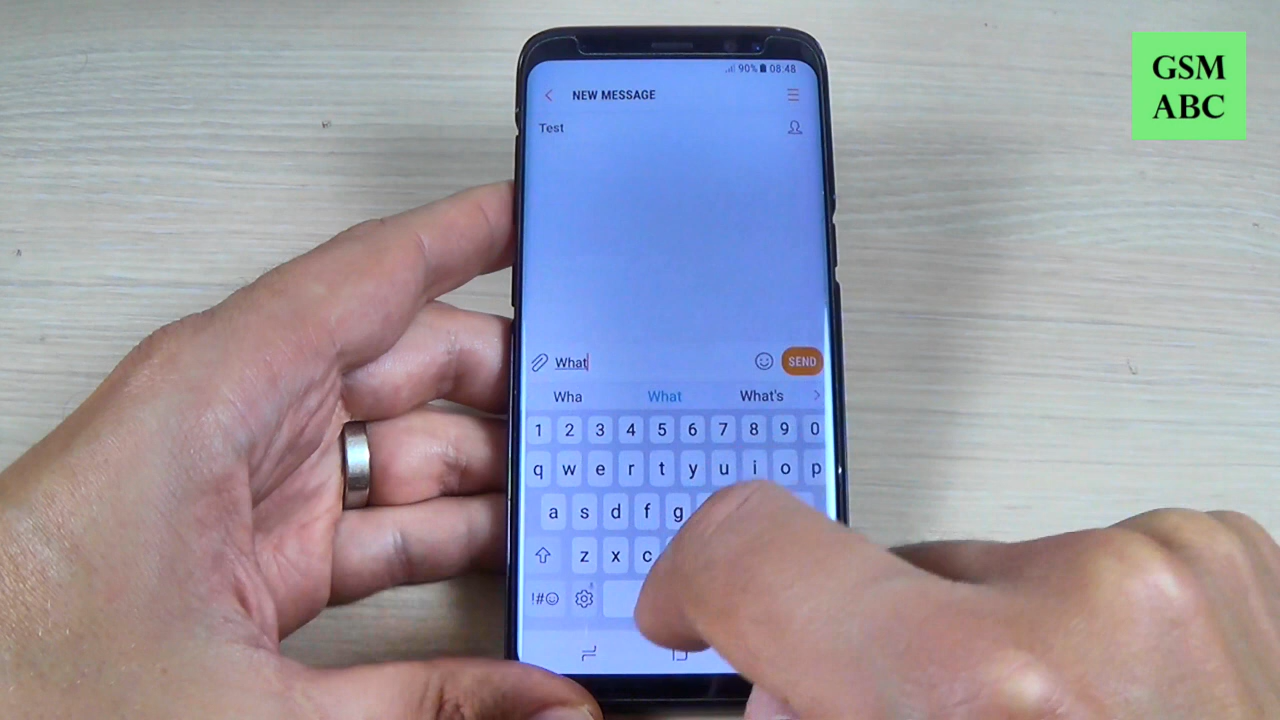 GSM
ABC
90% 08:48
NEW MESSAGE
Test
What
SEND
Wha What What's
1 2 3 4 5 6 7 8 9 0
q w e r t y u i o p
a s d f g
z x c
!#